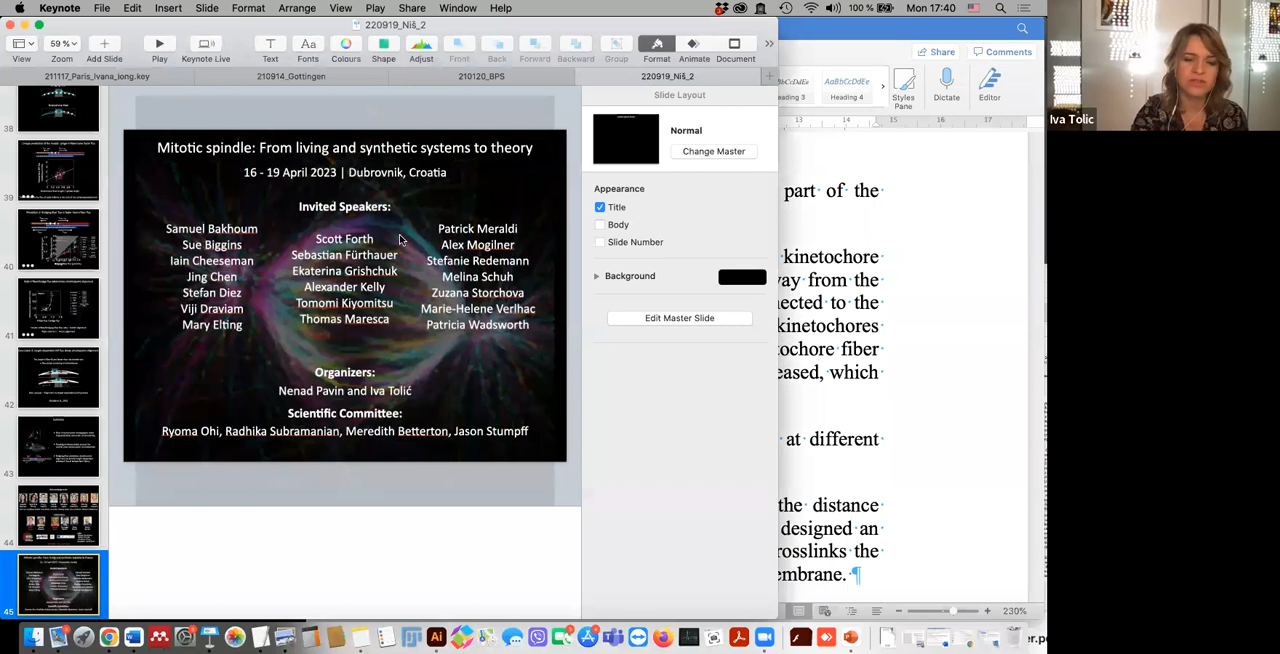 Keynote File Edit Insert Slide Format Arrange View Play Share Window Help
100 % Mon 17:40
220919_Niš_2
59 %
View Zoom Add Slide Play Keynote Live Text Fonts Colours Shape Adjust Front Back Forward Backward Group Format Animate Document
211117_Paris_Ivana_long.key 210914_Gottingen 210120_BPS 220919_Niš_2
38
39
40
41
42
43
44
45
Mitotic spindle: From living and synthetic systems to theory
16 - 19 April 2023 | Dubrovnik, Croatia
Invited Speakers:
Samuel Bakhoum
Sue Biggins
Iain Cheeseman
Jing Chen
Stefan Diez
Viji Draviam
Mary Elting
Scott Forth
Sebastian Fürthauer
Ekaterina Grishchuk
Alexander Kelly
Tomomi Kiyomitsu
Thomas Maresca
Patrick Meraldi
Alex Mogilner
Stefanie Redemann
Melina Schuh
Zuzana Storchova
Marie-Helene Verlhac
Patricia Wadsworth
Organizers:
Nenad Pavin and Iva Tolić
Scientific Committee:
Ryoma Ohi, Radhika Subramanian, Meredith Betterton, Jason Stumpff
Slide Layout
Normal
Change Master
Appearance
Title
Body
Slide Number
Background
Edit Master Slide
Share Comments
AaBbCcDdEe
eading 3 Heading 4
Styles
Pane
Dictate
Editor
13 14 15 16 17
part of the
kinetochore
way from the
ected to the
kinetochores
tochore fiber
eased, which
at different
the distance
designed an
rosslinks the
embrane. ¶
230%
Iva Tolic